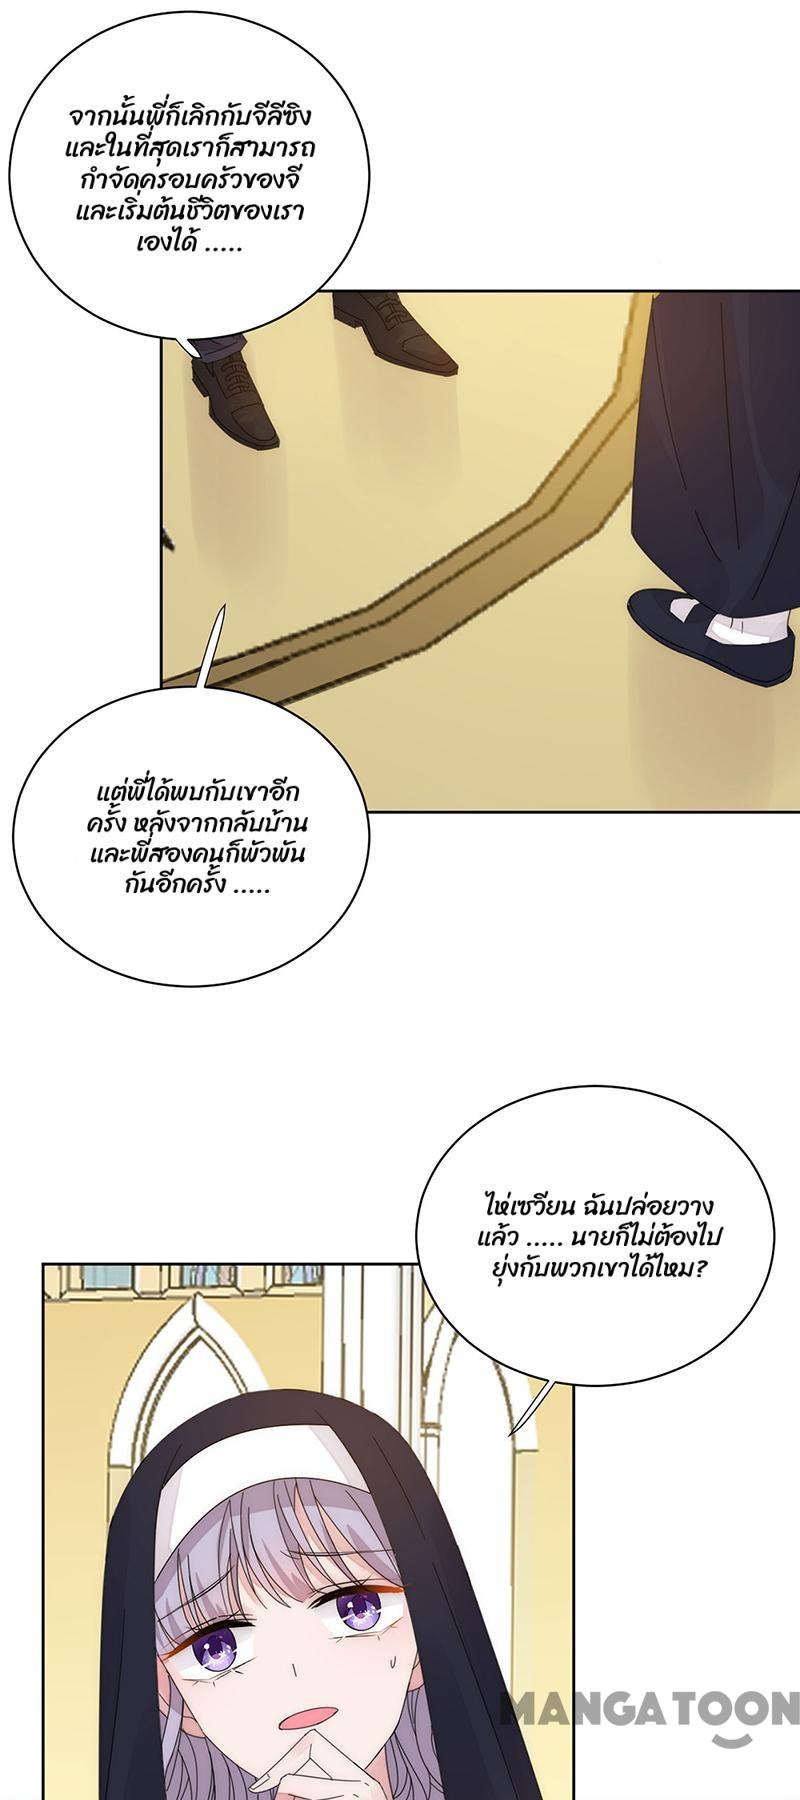 จากนั้นพี่ก็เลิกกับจีลีซิง
และในที่สุดเราก็สามารถ
กำจัดครอบครัวของจี
และเริ่มต้นชีวิตของเรา
เองได้ .....
แต่พี่ได้พบกับเขาอีก
ครั้ง หลังจากกลับบ้าน
และพี่สองคนก็พัวพัน
กันอีกครั้ง .....
ไห่เซวียน ฉันปล่อยวาง
แล้ว ..... นายก็ไม่ต้องไป
ยุ่งกับพวกเขาได้ไหม?
MANGATOON